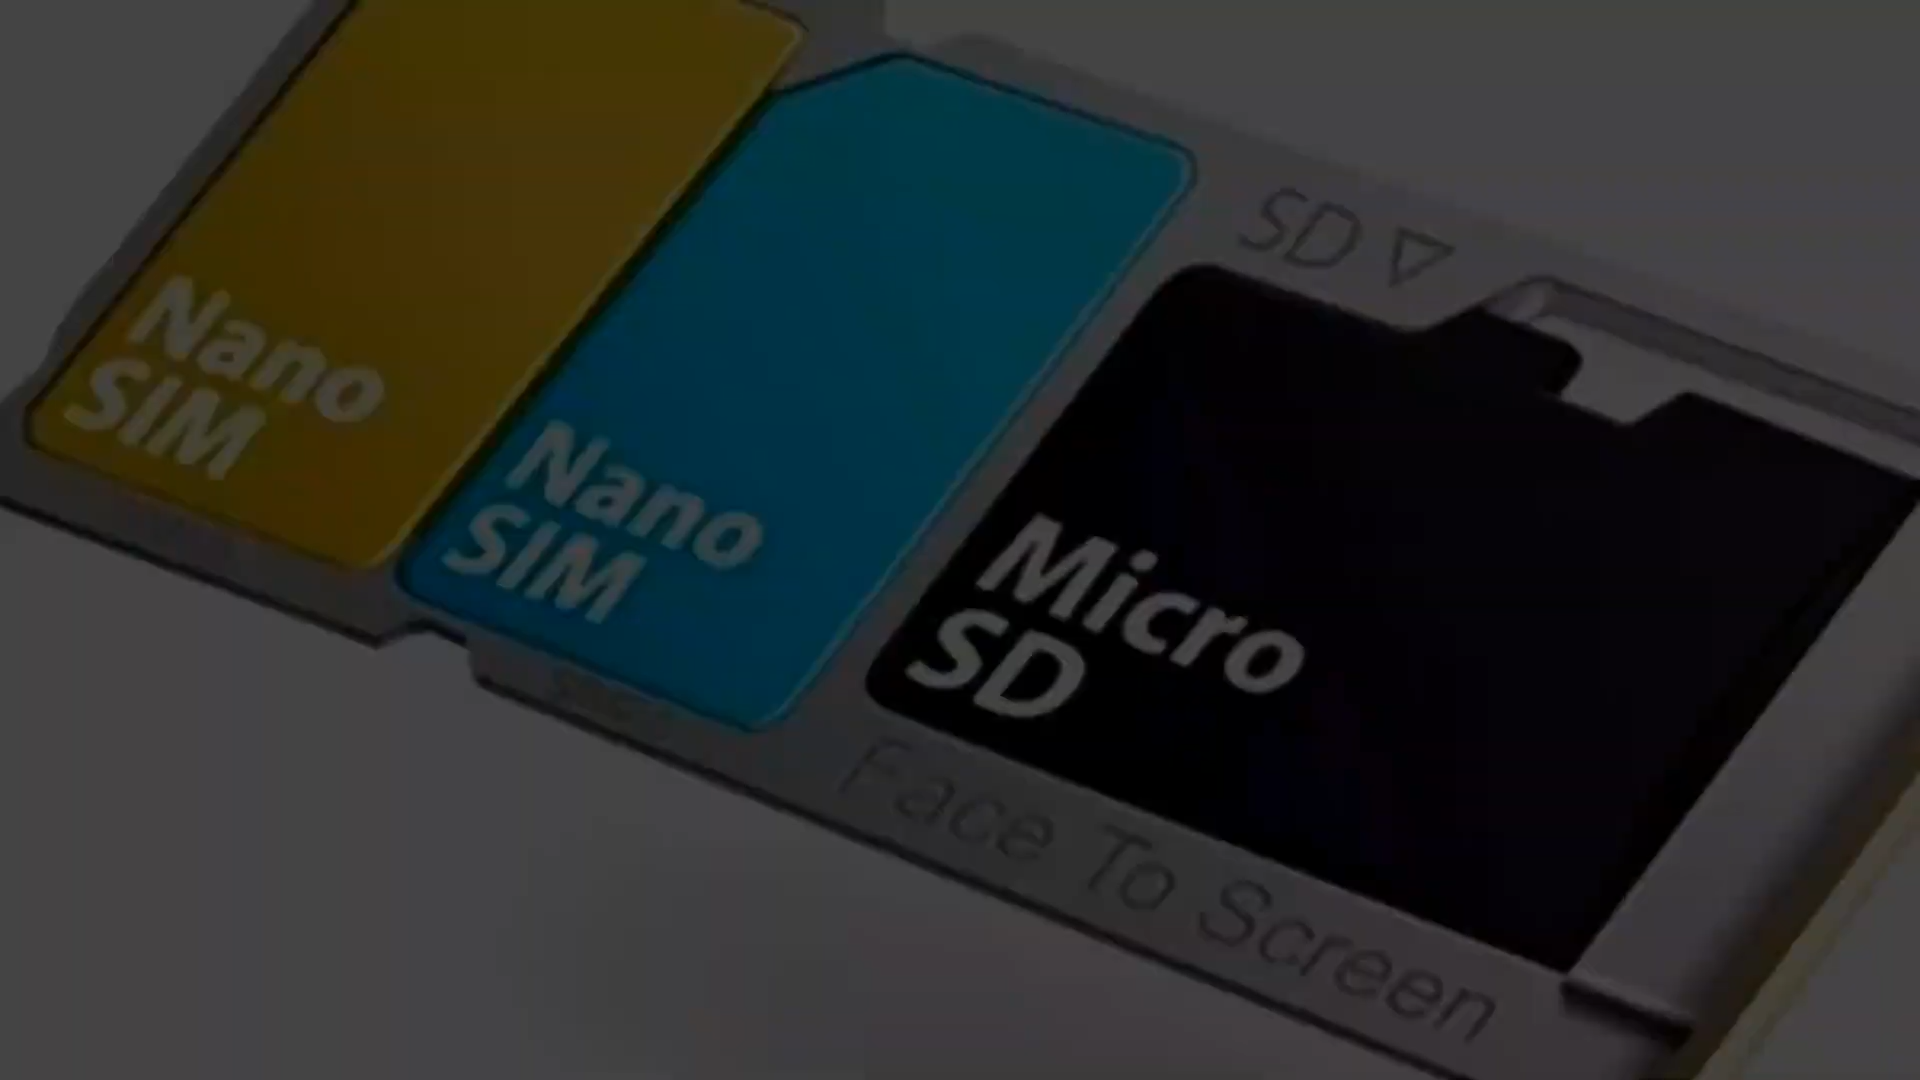 Nano
SIM
Nano
SIM
SD
Micro
SD
Face To Screen